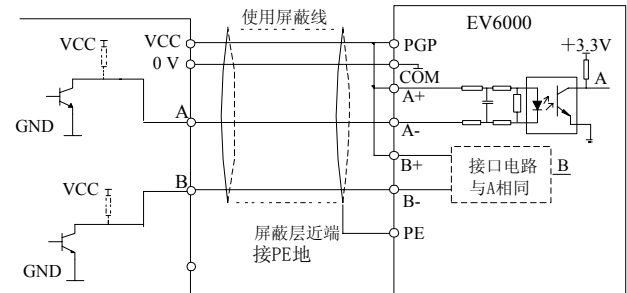 使用屏蔽线
EV6000
VCC
VCC
PGP
+3.3V
0 V
COM
A
A+
A
GND
A-
B+
接口电路
与A相同
B
VCC
B
B-
屏蔽层近端
接PE地
PE
GND